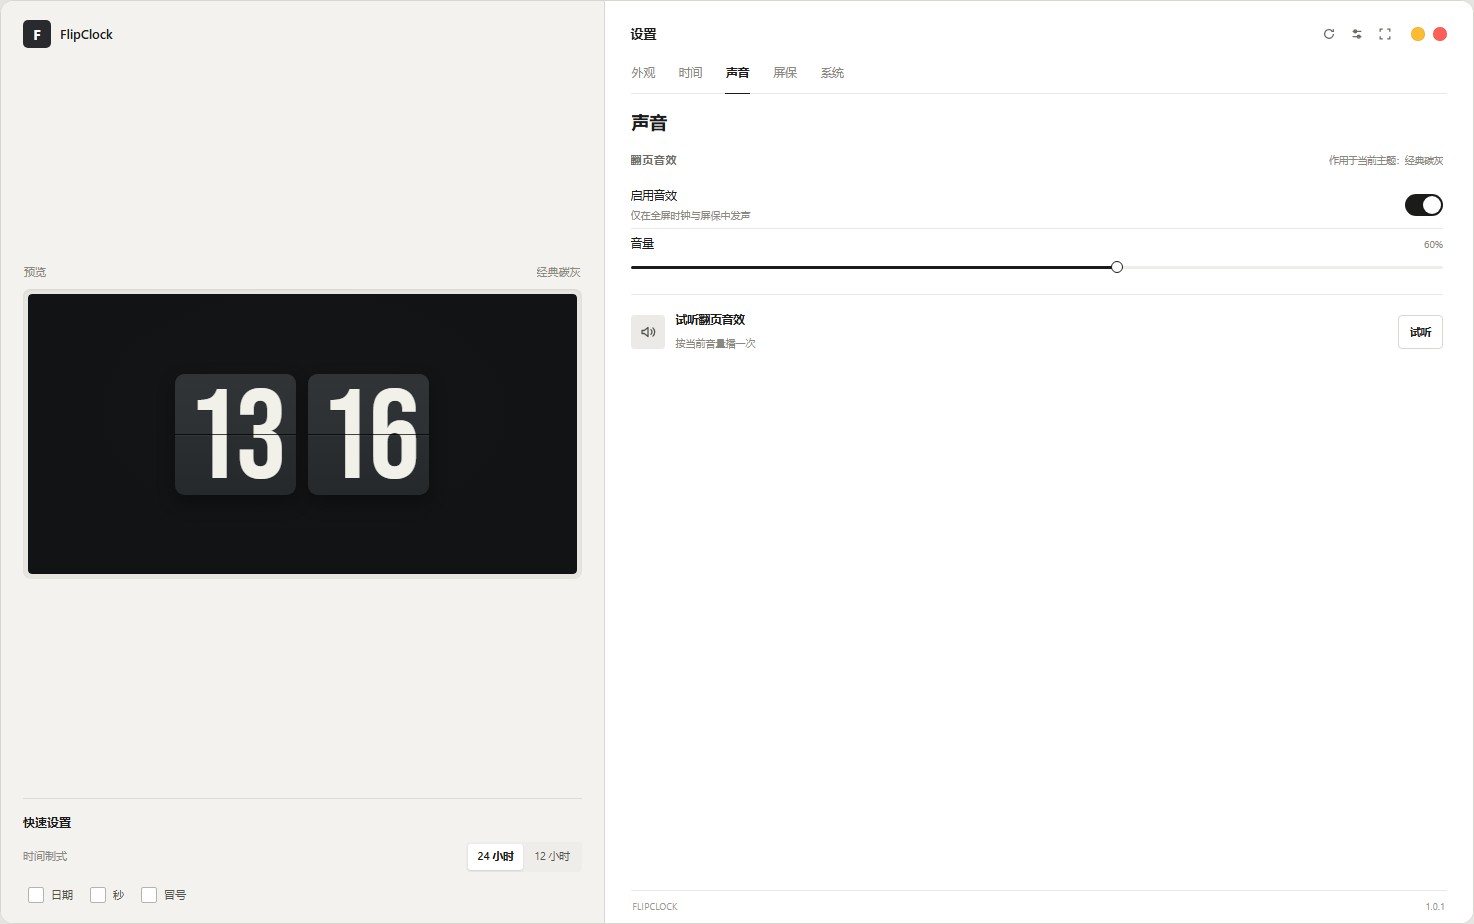 F FlipClock
预览 经典碳灰
13 16
快速设置
时间制式 24 小时 12 小时
日期 秒 冒号
设置
外观 时间 声音 屏保 系统
声音
翻页音效 作用于当前主题：经典碳灰
启用音效
仅在全屏时钟与屏保中发声
音量 60%
试听翻页音效
按当前音量播一次
试听
FLIPCLOCK 1.0.1